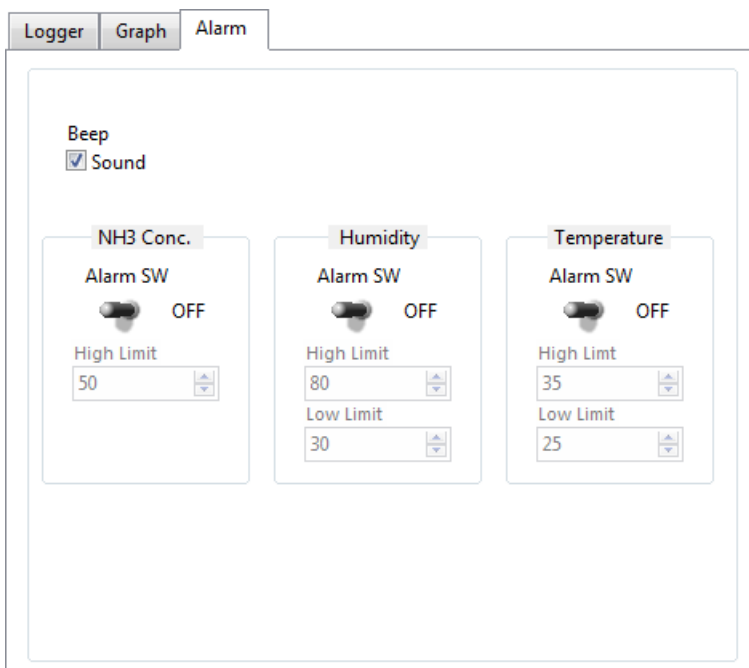 Logger Graph Alarm
Beep
Sound
NH3 Conc.
Alarm SW
OFF
High Limit
50
Humidity
Alarm SW
OFF
High Limit
80
Low Limit
30
Temperature
Alarm SW
OFF
High Limt
35
Low Limit
25